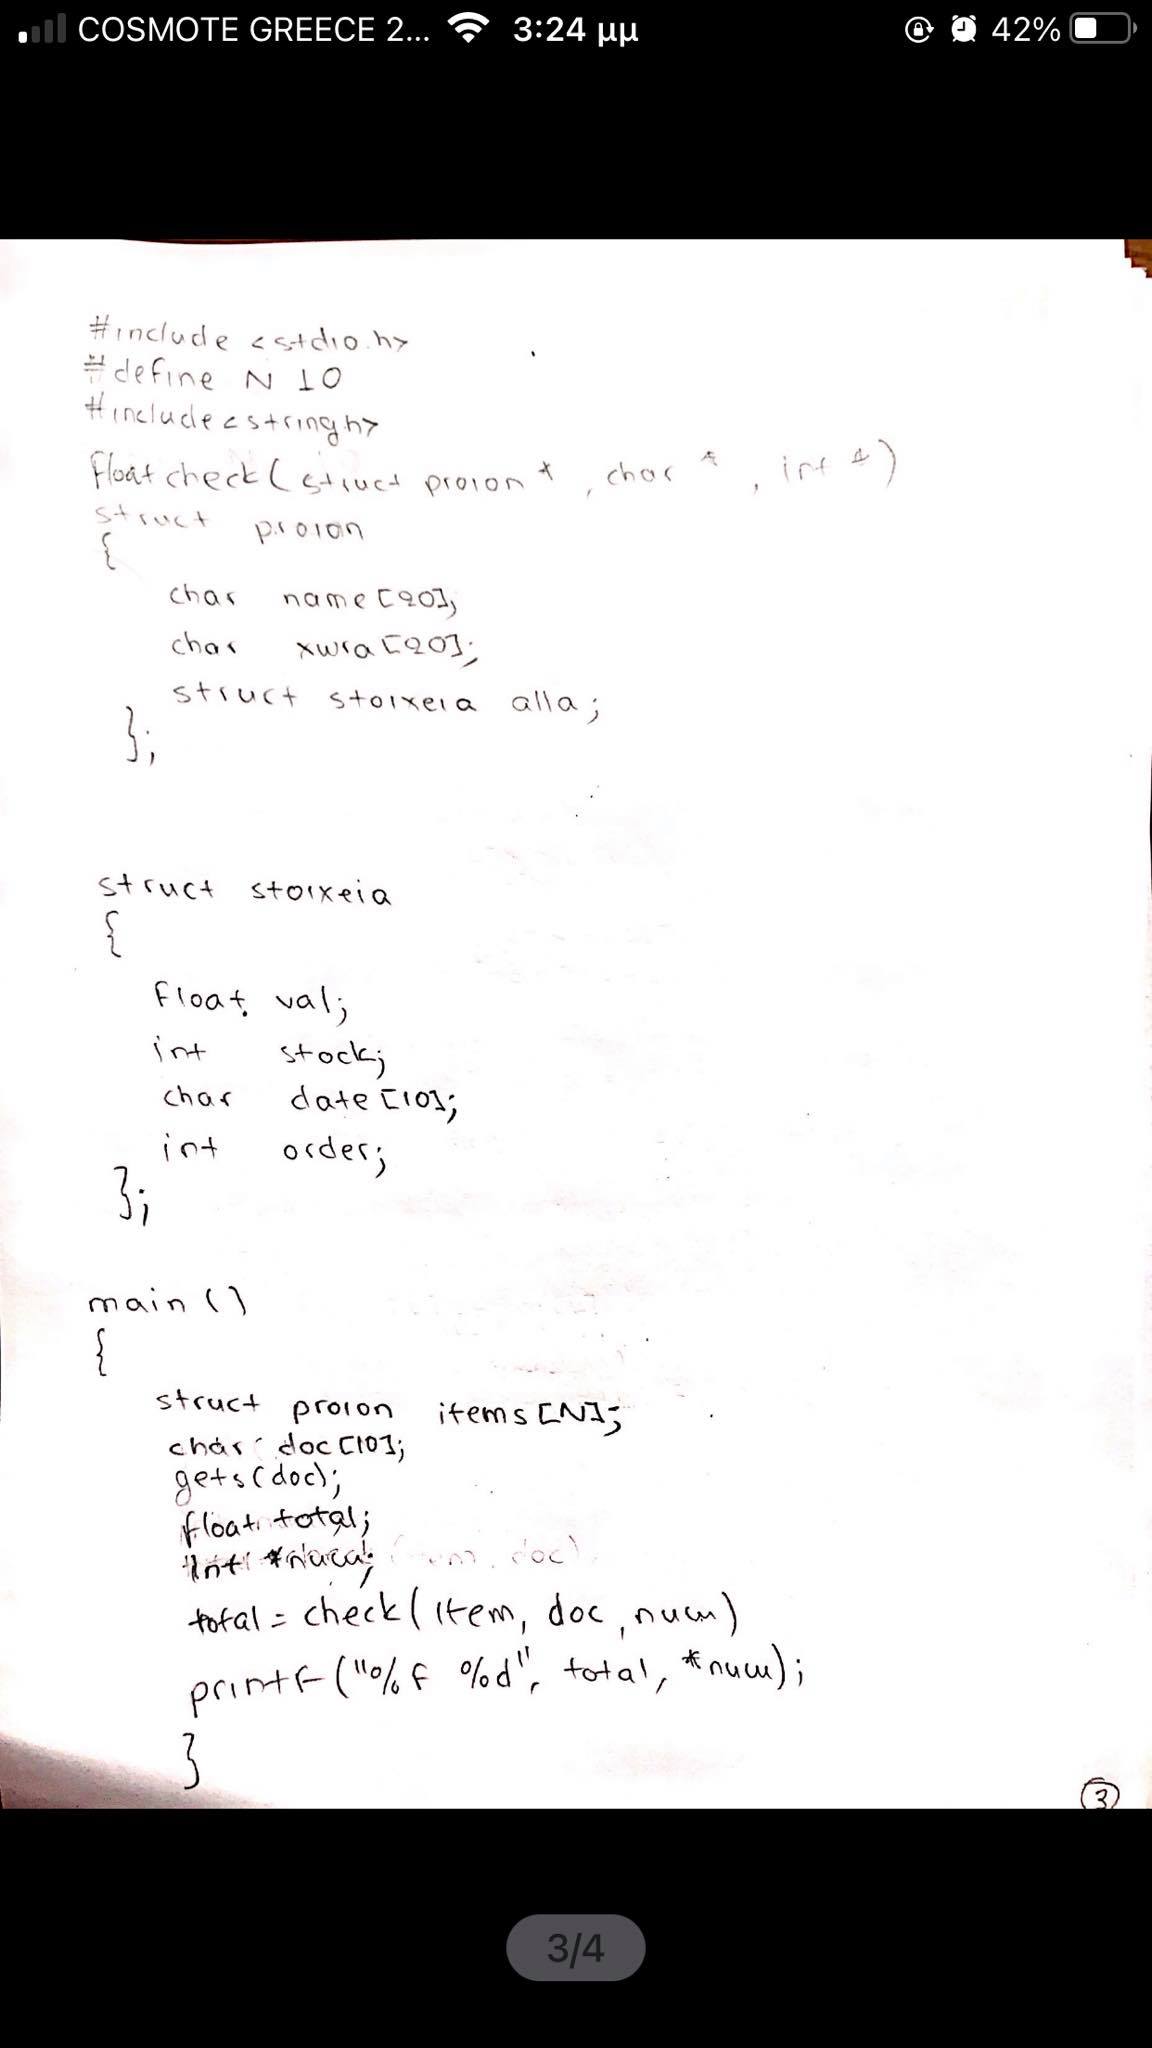 COSMOTE GREECE 2... 3:24 μμ 42%
#include <stdio.h>
#define N 10
#include<string.h>
float check( struct proion * , char * , int *)
struct proion
{
char name [20];
char xwra [20];
struct stoixeia alla ;
};
struct stoixeia
{
float val;
int stock;
char date [10];
int order;
};
main ()
{
struct proion items [N];
char doc [10];
gets (doc);
float total;
int *num;
total = check( item, doc , num)
printf ("%f %d", total, *num);
}
3
3/4